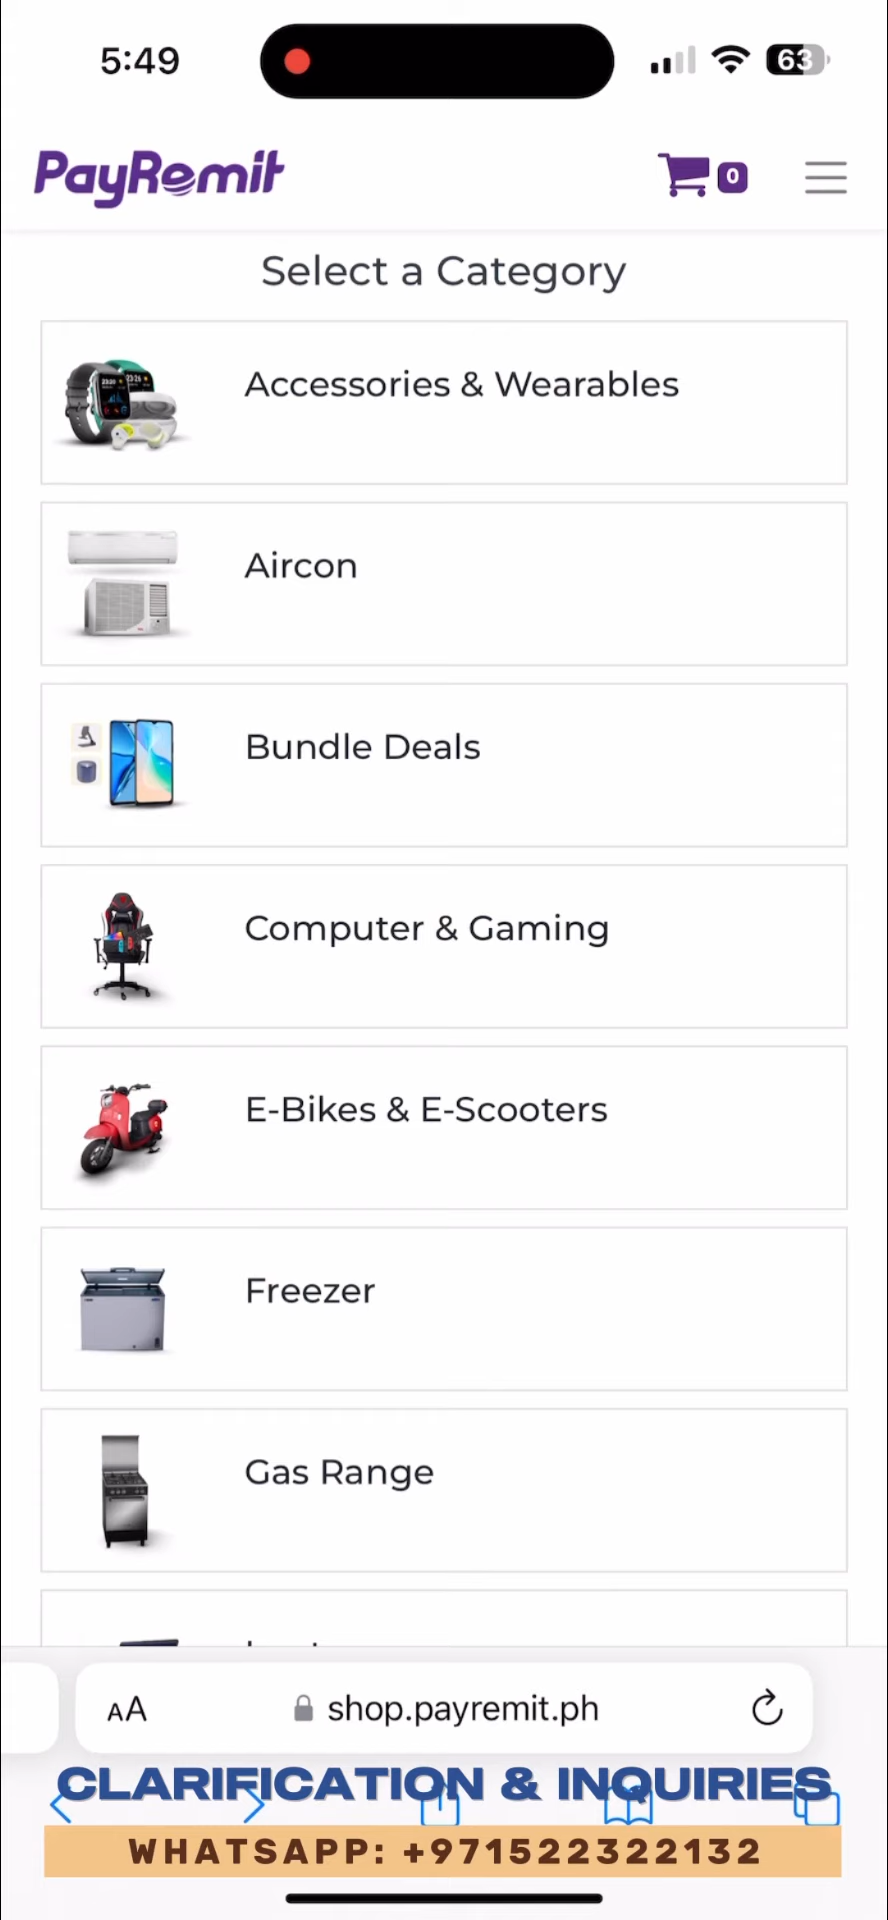 5:49
63
PayRemit
0
Select a Category
Accessories & Wearables
Aircon
Bundle Deals
Computer & Gaming
E-Bikes & E-Scooters
Freezer
Gas Range
AA
shop.payremit.ph
CLARIFICATION & INQUIRIES
WHATSAPP: +971522322132